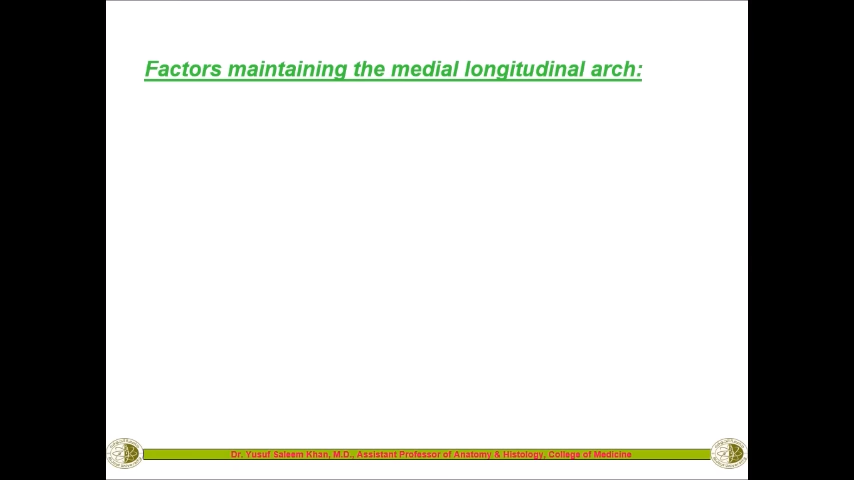 Factors maintaining the medial longitudinal arch:
Dr. Yusuf Saleem Khan, M.D., Assistant Professor of Anatomy & Histology, College of Medicine